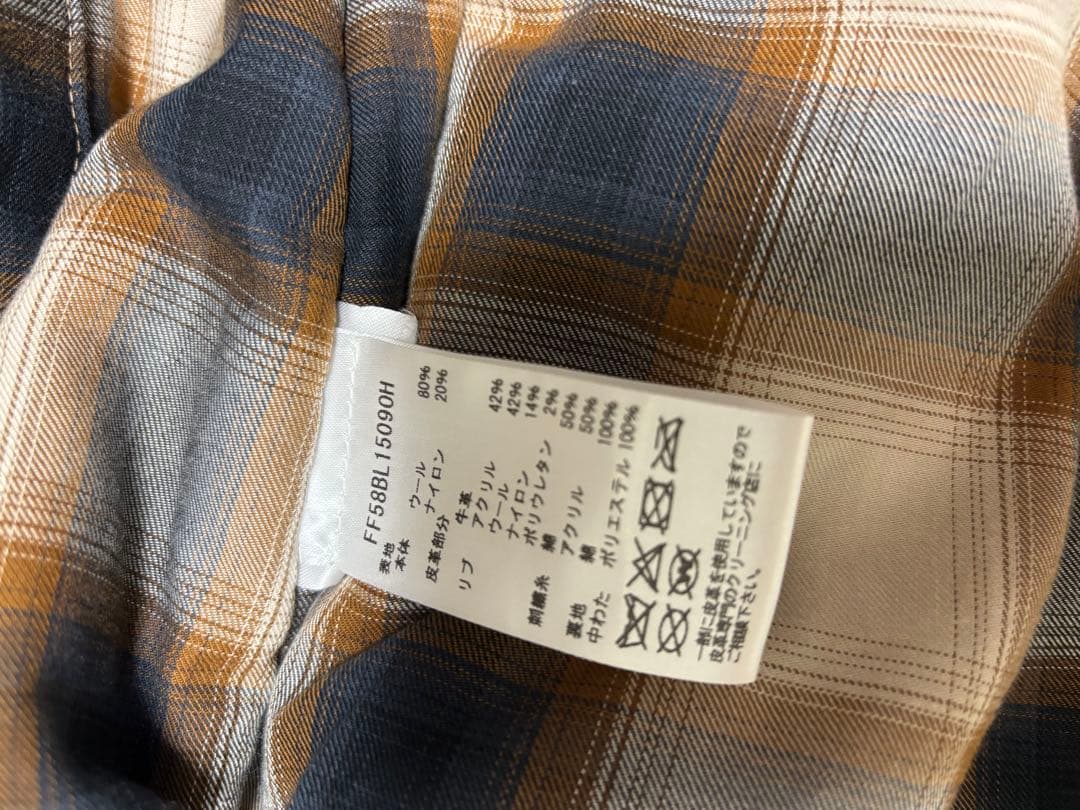 FF58BL15090H
表地
本体 ウール 80%
ナイロン 20%
皮革部分 牛革
リブ アクリル 42%
ウール 42%
ナイロン 14%
ポリウレタン 2%
刺繍糸 綿 50%
アクリル 50%
裏地 綿 100%
中わた ポリエステル 100%
一部に皮革を使用していますので
皮革専門のクリーニング店に
ご相談下さい。